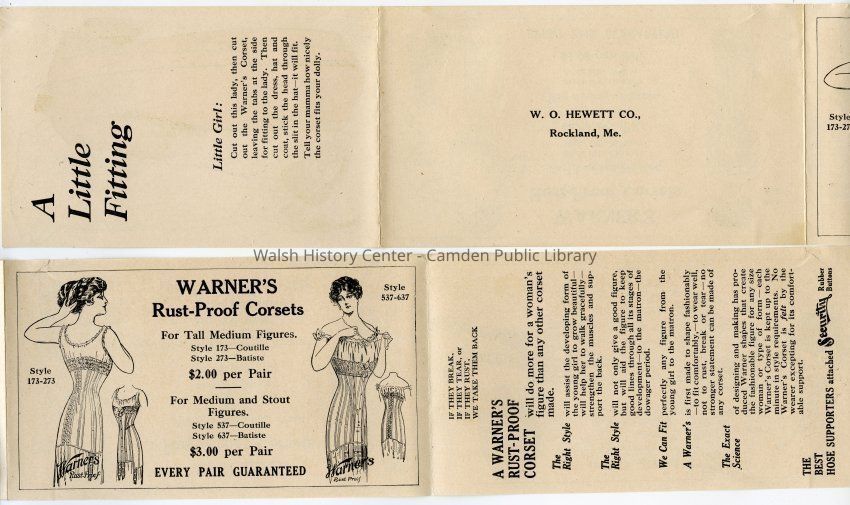 A
Little
Fitting
Little Girl:
Cut out this lady, then cut
out the Warner's Corset,
leaving the tabs at the side
for fitting to the lady. Then
cut out the dress, hat and
coat, stick the head through
the slit in the hat—it will fit.
Tell your mamma how nicely
the corset fits your dolly.
W. O. HEWETT CO.,
Rockland, Me.
Style
173-27
Walsh History Center - Camden Public Library
WARNER'S
Rust-Proof Corsets
For Tall Medium Figures.
Style 173—Coutille
Style 273—Batiste
$2.00 per Pair
For Medium and Stout
Figures.
Style 537—Coutille
Style 637—Batiste
$3.00 per Pair
EVERY PAIR GUARANTEED
Style
173-273
Warner's
Rust-Proof
Style
537-637
Warner's
Rust Proof
IF THEY BREAK,
IF THEY TEAR, or
IF THEY RUST,
WE TAKE THEM BACK
A WARNER'S
RUST-PROOF
CORSET will do more for a woman's
figure than any other corset
made.
The
Right Style will assist the developing form of
the young girl to grow beautiful—
will help her to walk gracefully—
strengthen the muscles and sup-
port the back.
The
Right Style will not only give a good figure,
but will aid the figure to keep
good lines through all its stages of
development—to the matron—the
dowager period.
We Can Fit perfectly any figure from the
young girl to the matron.
A Warner's is first made to shape fashionably
to fit comfortably—to wear well,
not to rust, break or tear; no
stronger statement can be made of
any corset.
The Exact
Science of designing and making has pro-
duced Warner shapes that create
the fashionable figure for any size
woman or type of form—each
Warner's Corset is kept up to the
minute in style requirements. No
Warner's Corset is felt by the
wearer excepting for its comfort-
able support.
THE
BEST
HOSE SUPPORTERS attached Security Rubber
Buttons